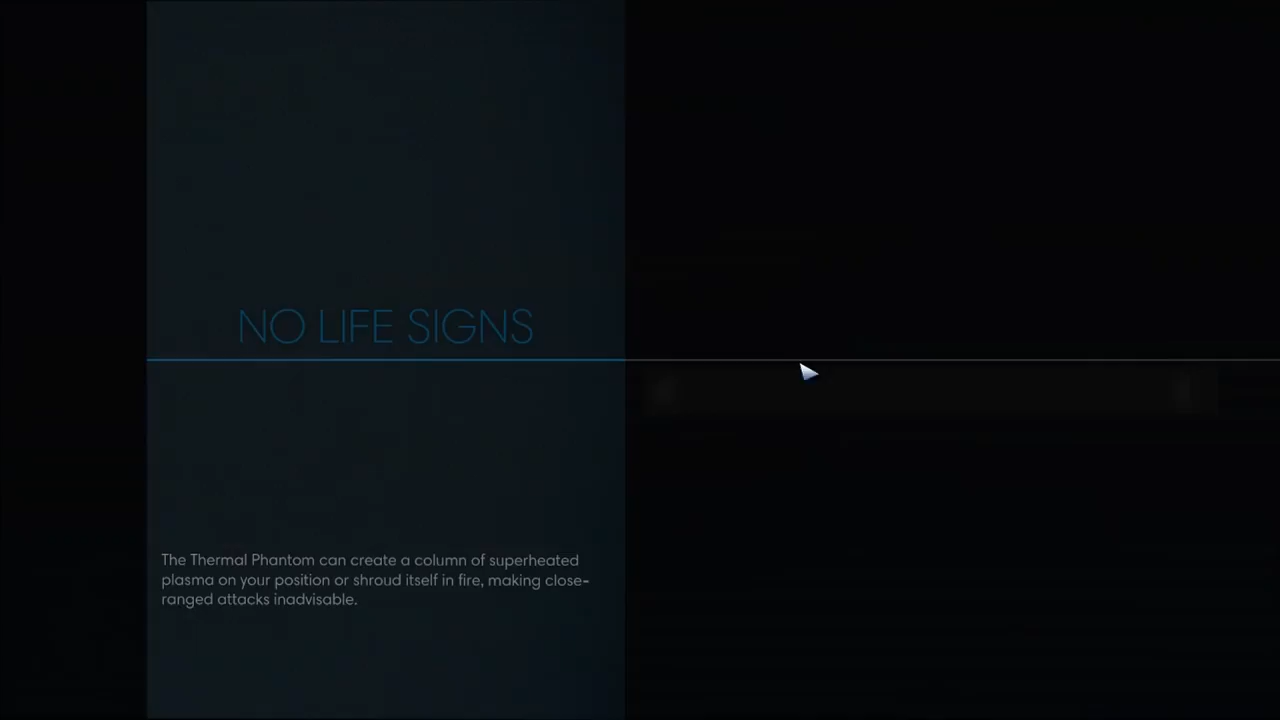 NO LIFE SIGNS
The Thermal Phantom can create a column of superheated
plasma on your position or shroud itself in fire, making close-
ranged attacks inadvisable.